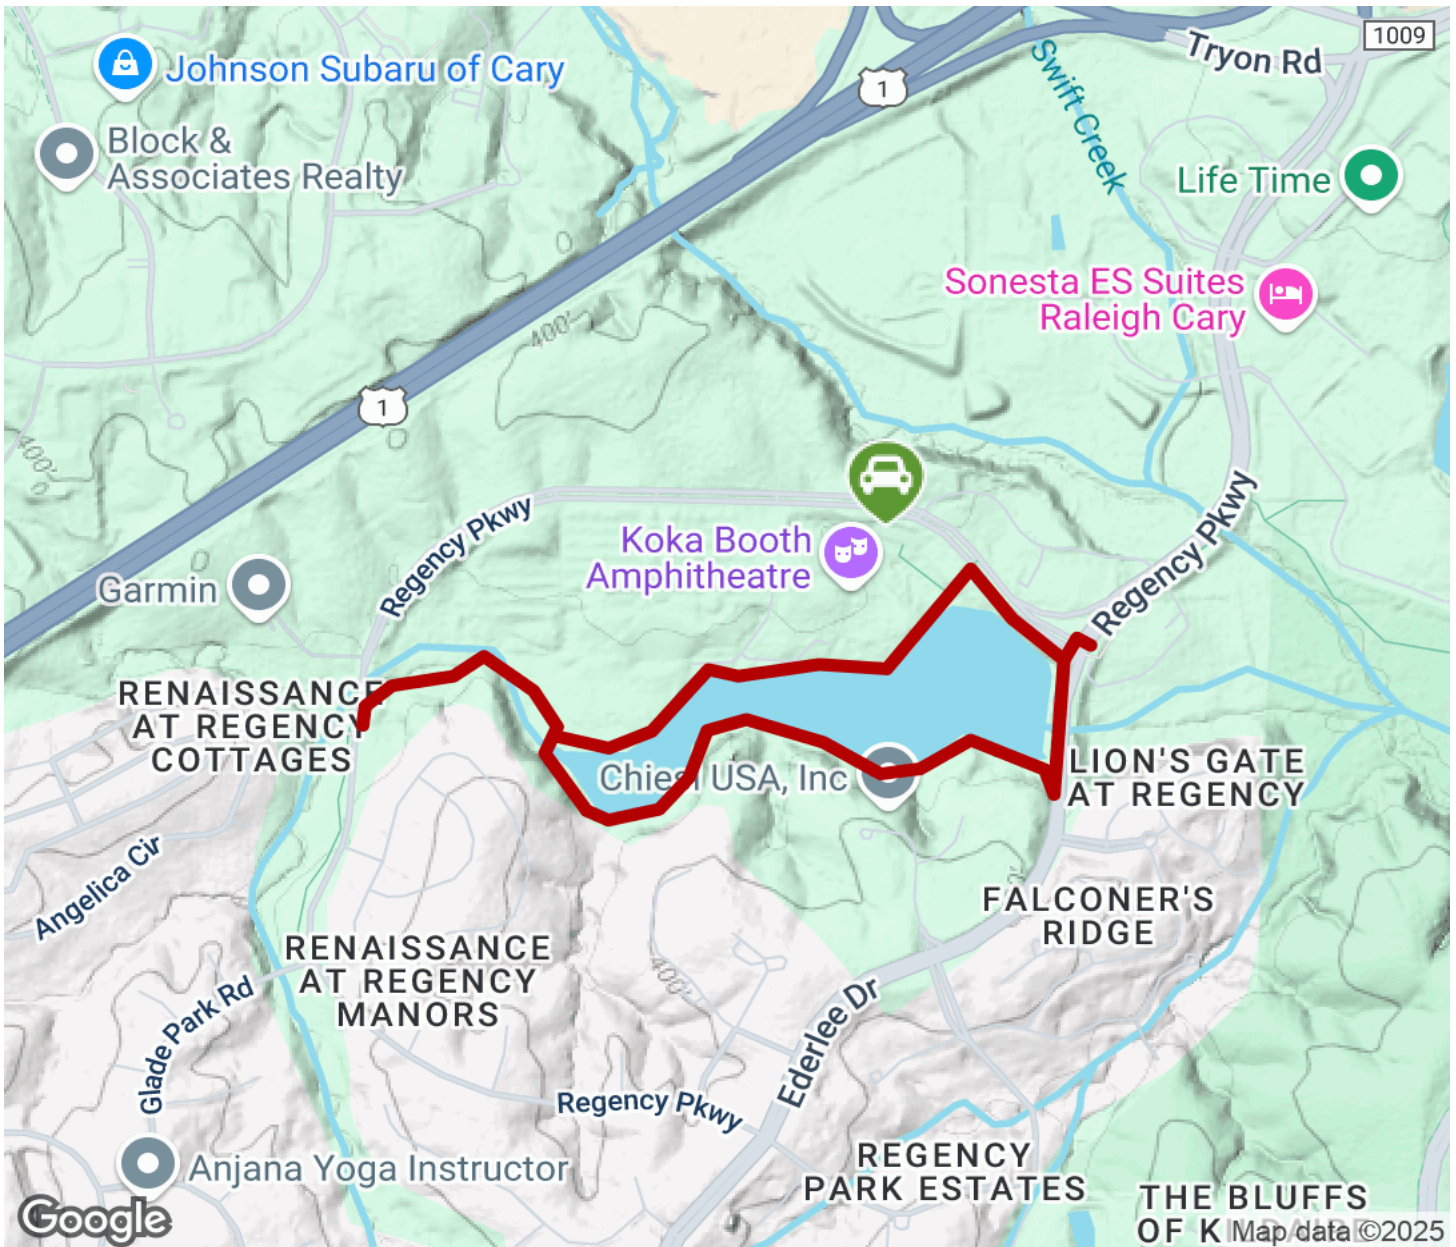 1009
Tryon Rd
Johnson Subaru of Cary
1
Swift Creek
Block &
Associates Realty
Life Time
Sonesta ES Suites
Raleigh Cary
400'
1
400'
Regency Pkwy
Regency Pkwy
Koka Booth
Amphitheatre
Garmin
RENAISSANCE
AT REGENCY
COTTAGES
Chiesi USA, Inc
LION'S GATE
AT REGENCY
Angelica Cir
FALCONER'S
RIDGE
RENAISSANCE
AT REGENCY
MANORS
400'
Glade Park Rd
Ederlee Dr
Regency Pkwy
Anjana Yoga Instructor
REGENCY
PARK ESTATES
THE BLUFFS
OF
Google
Map data ©2025